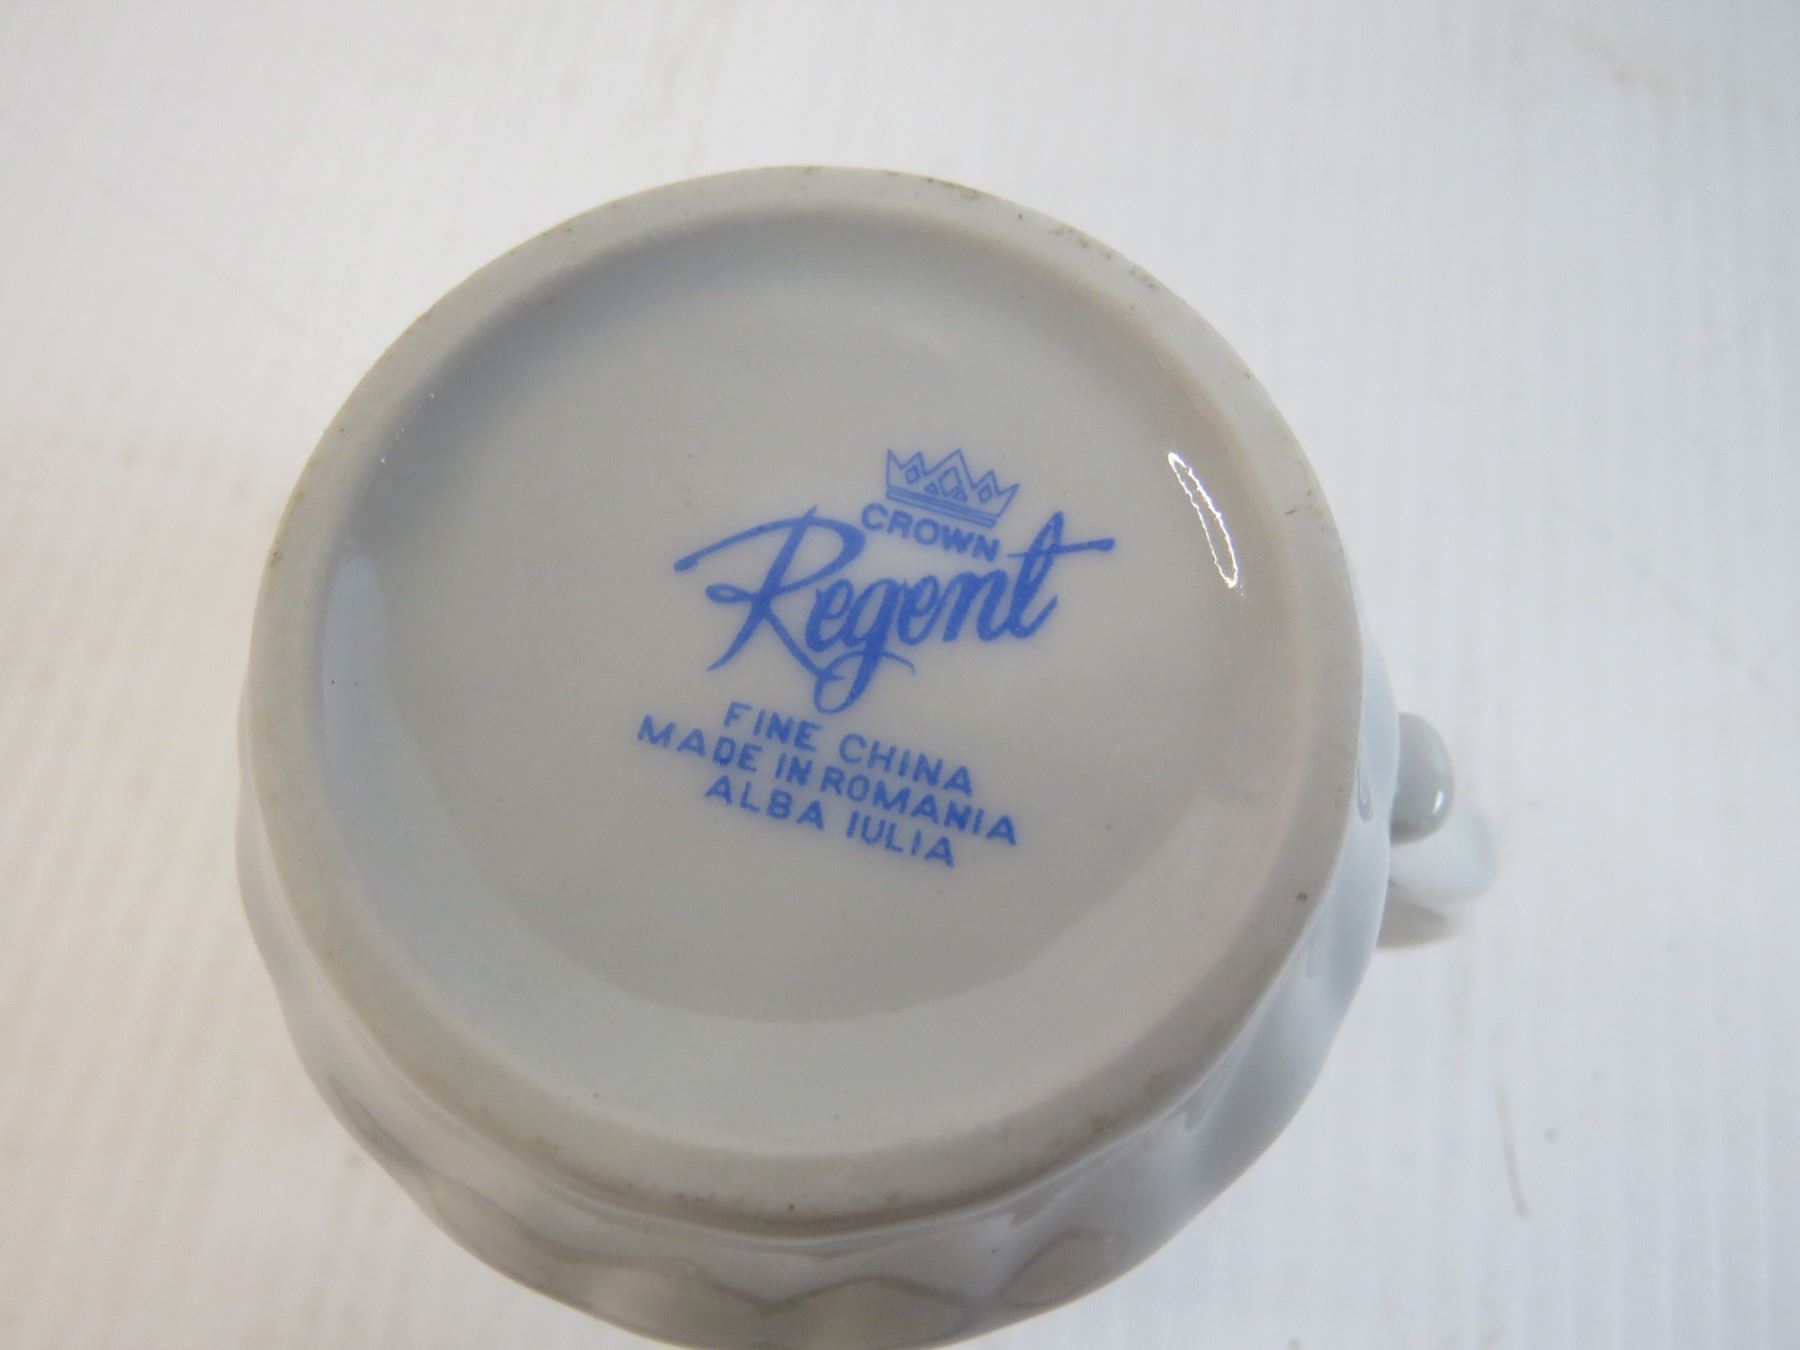 CROWN
Regent
FINE CHINA
MADE IN ROMANIA
ALBA IULIA